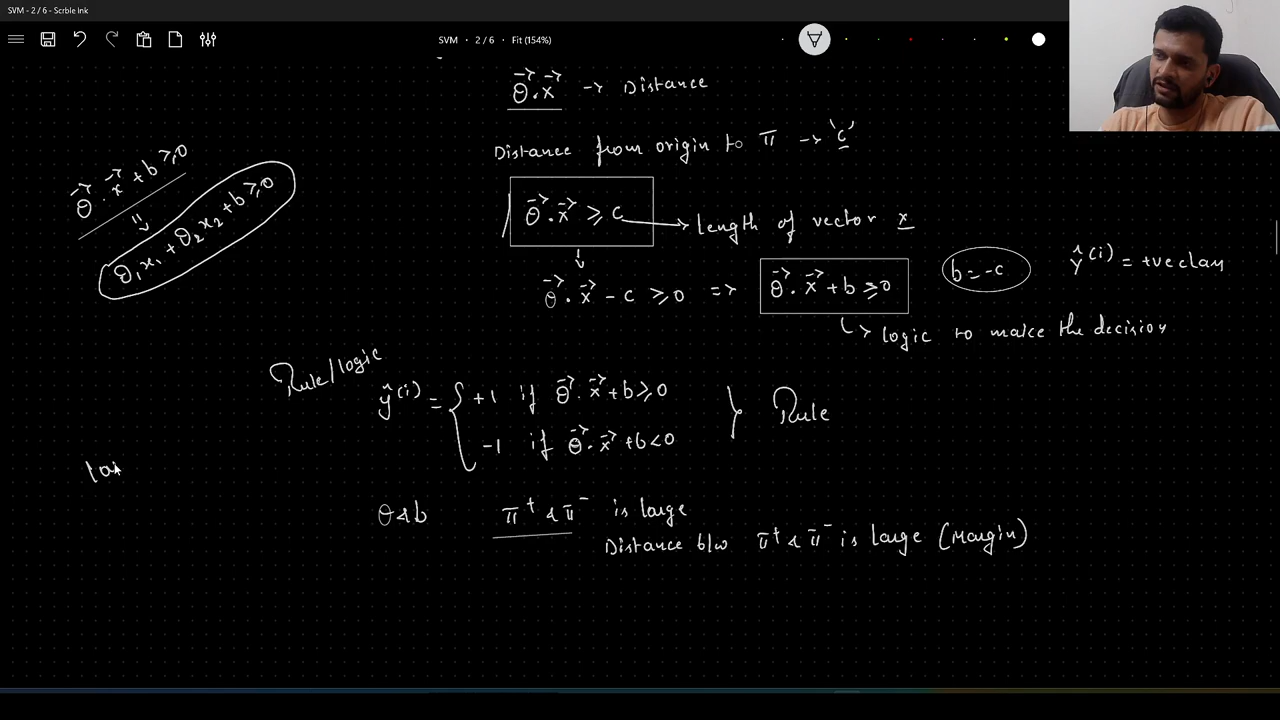 SVM - 2 / 6 - Scrble Ink
SVM • 2 / 6 • Fit (154%)
θ⃗.x⃗ → Distance
Distance from origin to π → 'c'
θ⃗.x⃗ + b ≥ 0
⇓
θ₁x₁ + θ₂x₂ + b ≥ 0
θ⃗.x⃗ ≥ c → length of vector x
↓
θ⃗.x⃗ - c ≥ 0 ⇒ θ⃗.x⃗ + b ≥ 0 b = -c ŷ⁽ⁱ⁾ = +ve class
↳ logic to make the decision
Rule/logic
ŷ⁽ⁱ⁾ = { +1 if θ⃗.x⃗ + b ≥ 0 } Rule
-1 if θ⃗.x⃗ + b < 0
θ & b π⁺ & π⁻ is large
Distance b/w π⁺ & π⁻ is large (Margin)